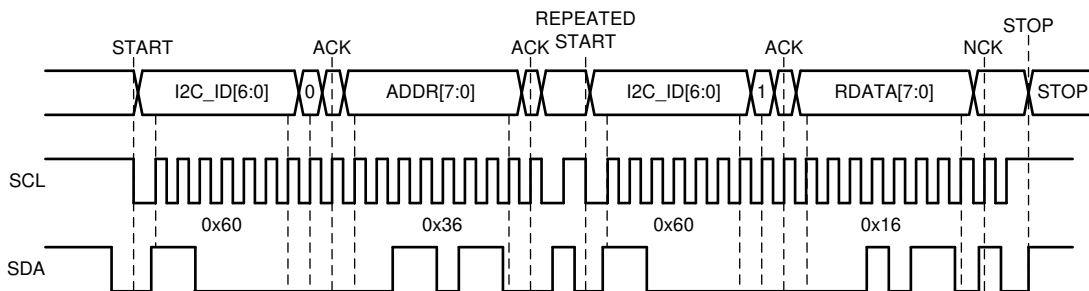 REPEATED
START
STOP
START
ACK
ACK
ACK
NCK
I2C_ID[6:0]
0
ADDR[7:0]
I2C_ID[6:0]
1
RDATA[7:0]
STOP
SCL
0x60
0x36
0x60
0x16
SDA